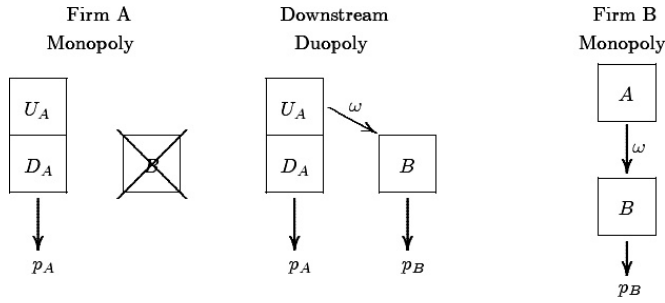 Firm A
Monopoly
Downstream
Duopoly
Firm B
Monopoly
U_A
D_A
B
p_A
U_A
D_A
ω
B
p_A
p_B
A
ω
B
p_B